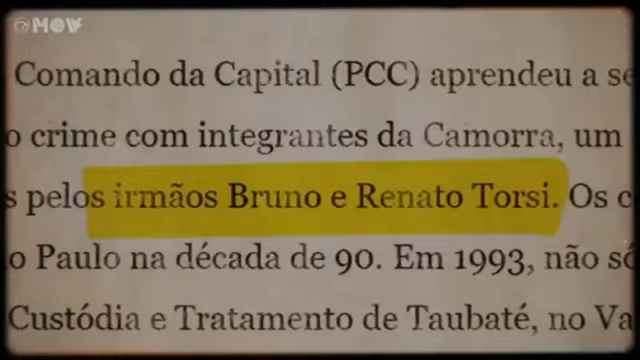 MOV
Comando da Capital (PCC) aprendeu a se
o crime com integrantes da Camorra, um
s pelos irmãos Bruno e Renato Torsi. Os c
o Paulo na década de 90. Em 1993, não só
Custódia e Tratamento de Taubaté, no Va